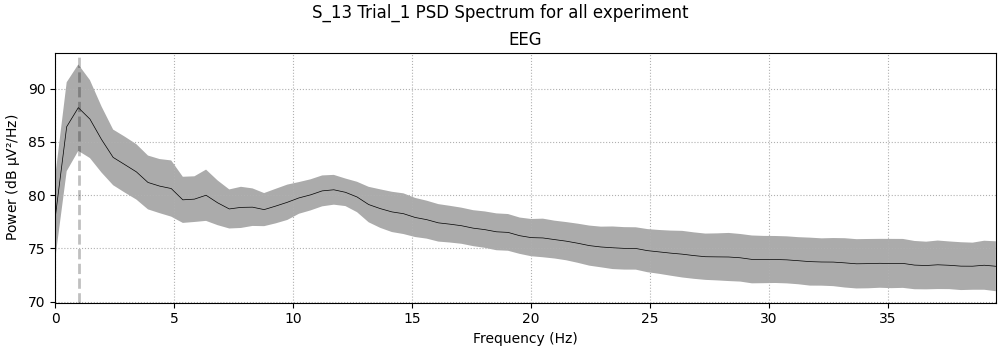 S_13 Trial_1 PSD Spectrum for all experiment
EEG
Power (dB µV²/Hz)
90
85
80
75
70
0 5 10 15 20 25 30 35
Frequency (Hz)